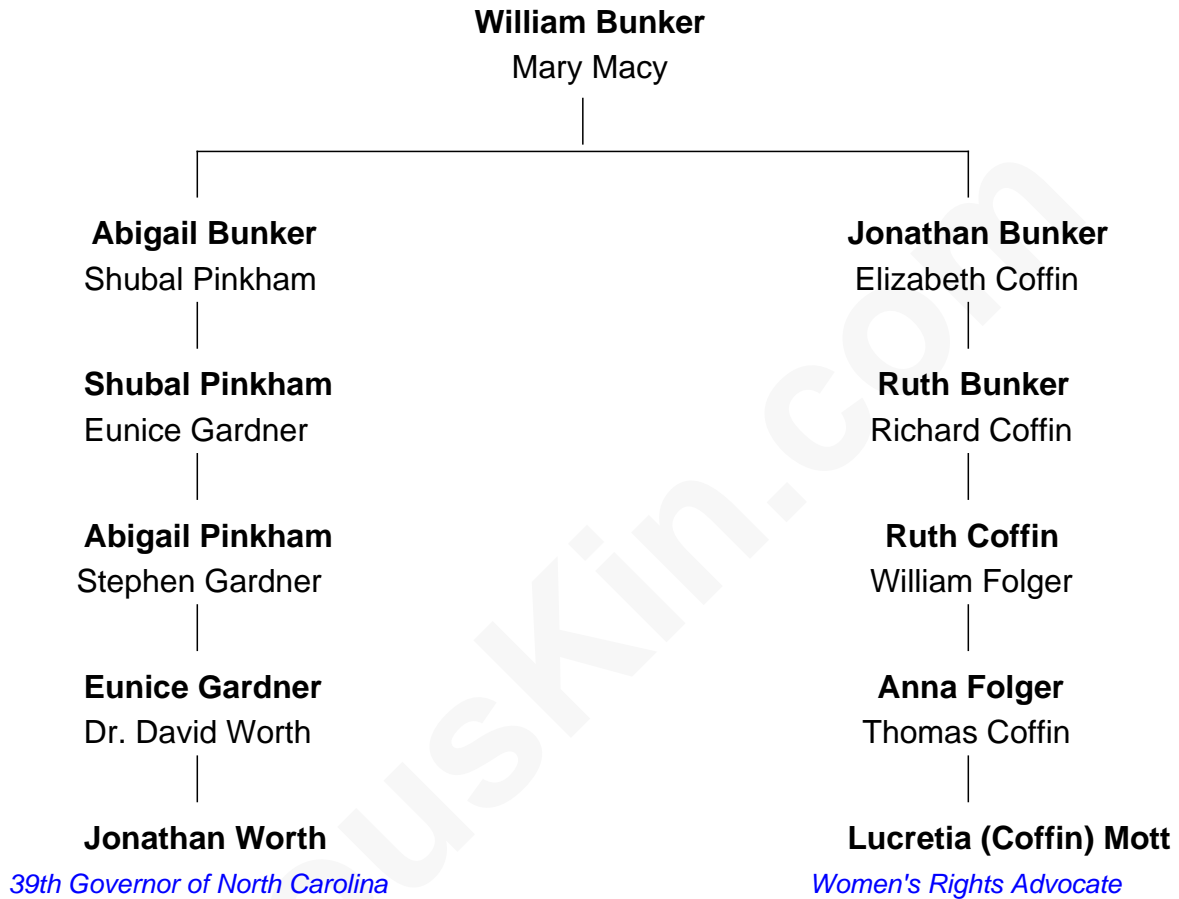 William Bunker
Mary Macy
Abigail Bunker
Shubal Pinkham
Jonathan Bunker
Elizabeth Coffin
Shubal Pinkham
Eunice Gardner
Ruth Bunker
Richard Coffin
Abigail Pinkham
Stephen Gardner
Ruth Coffin
William Folger
Eunice Gardner
Dr. David Worth
Anna Folger
Thomas Coffin
Jonathan Worth
39th Governor of North Carolina
Lucretia (Coffin) Mott
Women's Rights Advocate
usKin.com